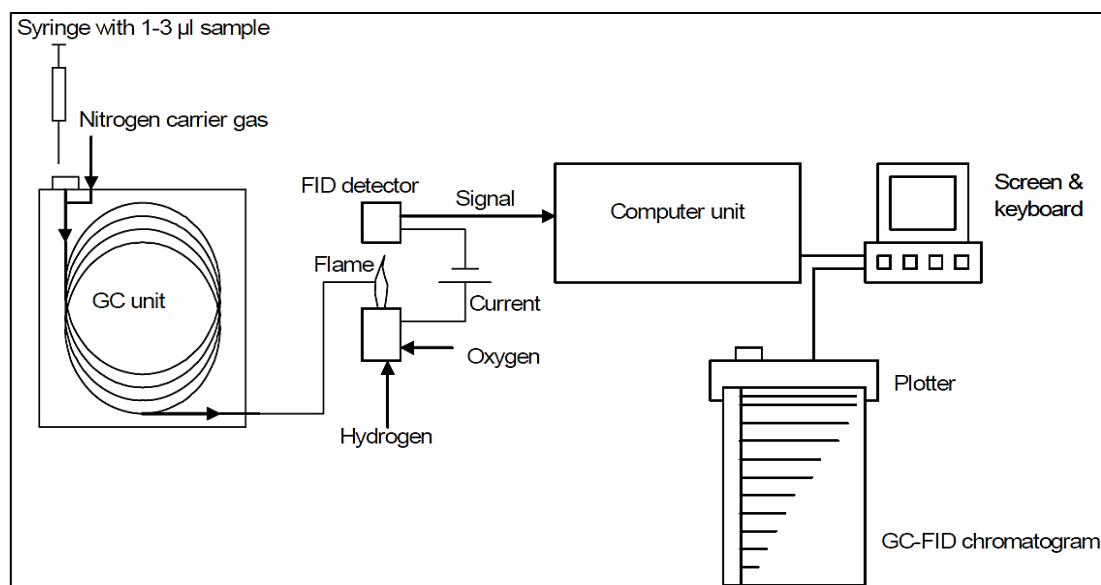 Syringe with 1-3 µl sample
Nitrogen carrier gas
FID detector
Signal
Computer unit
Screen &
keyboard
Flame
GC unit
Current
Oxygen
Plotter
Hydrogen
GC-FID chromatogram